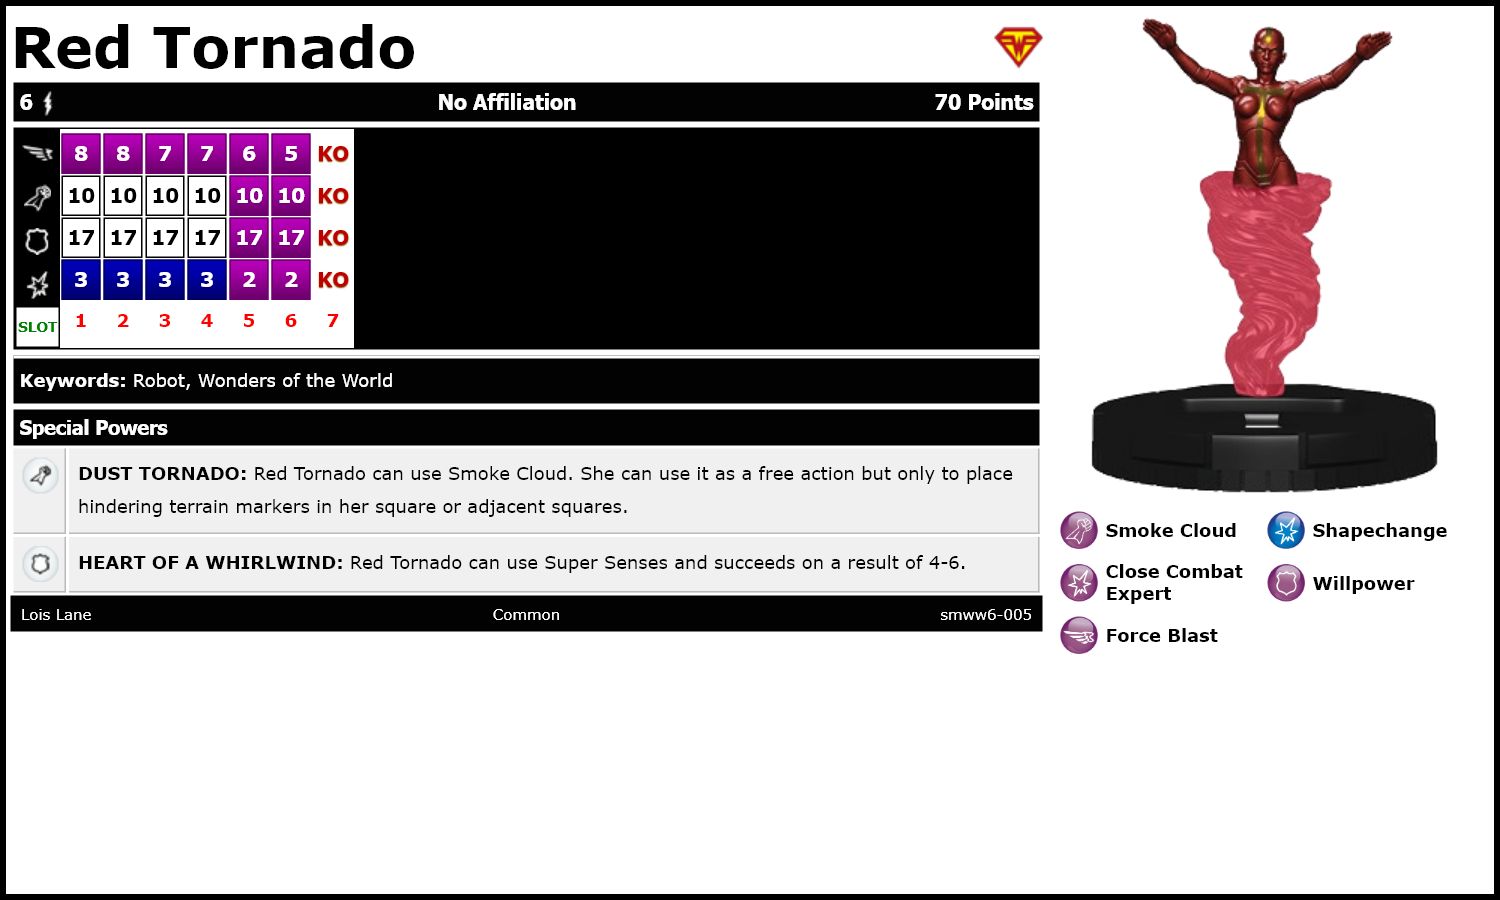 Red Tornado
6 No Affiliation 70 Points
8 8 7 7 6 5 KO
10 10 10 10 10 10 KO
17 17 17 17 17 17 KO
3 3 3 3 2 2 KO
SLOT 1 2 3 4 5 6 7
Keywords: Robot, Wonders of the World
Special Powers
DUST TORNADO: Red Tornado can use Smoke Cloud. She can use it as a free action but only to place
hindering terrain markers in her square or adjacent squares.
HEART OF A WHIRLWIND: Red Tornado can use Super Senses and succeeds on a result of 4-6.
Lois Lane Common smww6-005
Smoke Cloud Shapechange
Close Combat
Expert
Willpower
Force Blast